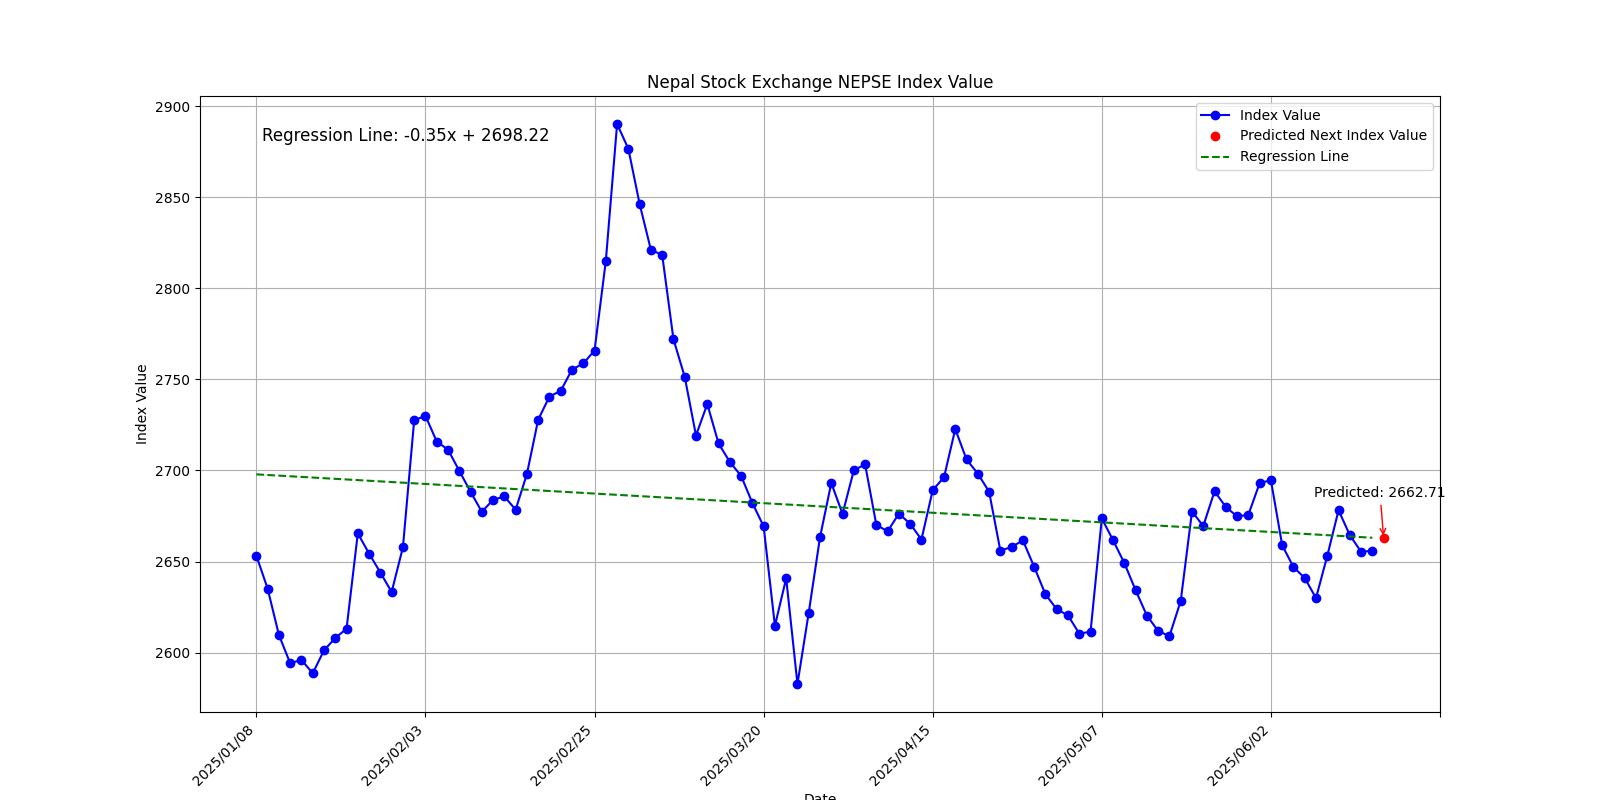 Nepal Stock Exchange NEPSE Index Value
2900
2850
2800
2750
2700
2650
2600
Index Value
Regression Line: -0.35x + 2698.22
Index Value
Predicted Next Index Value
Regression Line
Predicted: 2662.71
2025/01/08
2025/02/03
2025/02/25
2025/03/20
2025/04/15
2025/05/07
2025/06/02
Date